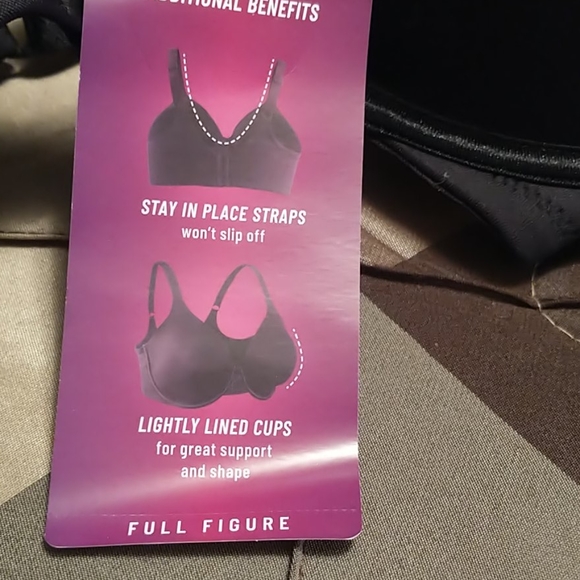 BENEFITS
STAY IN PLACE STRAPS
won't slip off
LIGHTLY LINED CUPS
for great support
and shape
FULL FIGURE